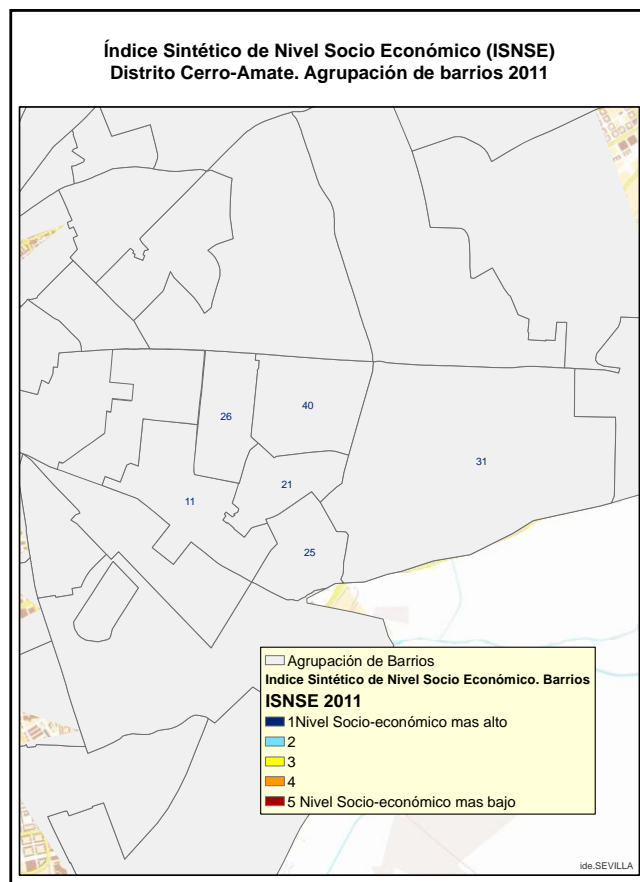 Índice Sintético de Nivel Socio Económico (ISNSE)
Distrito Cerro-Amate. Agrupación de barrios 2011
40
26
31
21
11
25
Agrupación de Barrios
Indice Sintético de Nivel Socio Económico. Barrios
ISNSE 2011
1Nivel Socio-económico mas alto
2
3
4
5 Nivel Socio-económico mas bajo
ide.SEVILLA